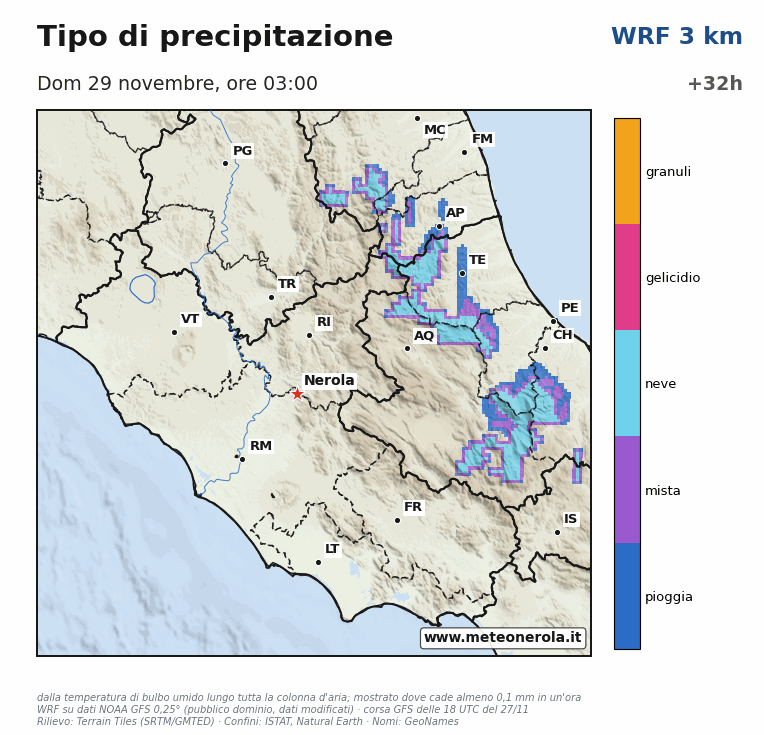 Tipo di precipitazione
WRF 3 km
Dom 29 novembre, ore 03:00
+32h
MC
FM
PG
AP
TE
TR
PE
VT
RI
AQ
CH
Nerola
RM
FR
IS
LT
www.meteonerola.it
granuli
gelicidio
neve
mista
pioggia
dalla temperatura di bulbo umido lungo tutta la colonna d'aria; mostrato dove cade almeno 0,1 mm in un'ora
WRF su dati NOAA GFS 0,25° (pubblico dominio, dati modificati) · corsa GFS delle 18 UTC del 27/11
Rilievo: Terrain Tiles (SRTM/GMTED) · Confini: ISTAT, Natural Earth · Nomi: GeoNames